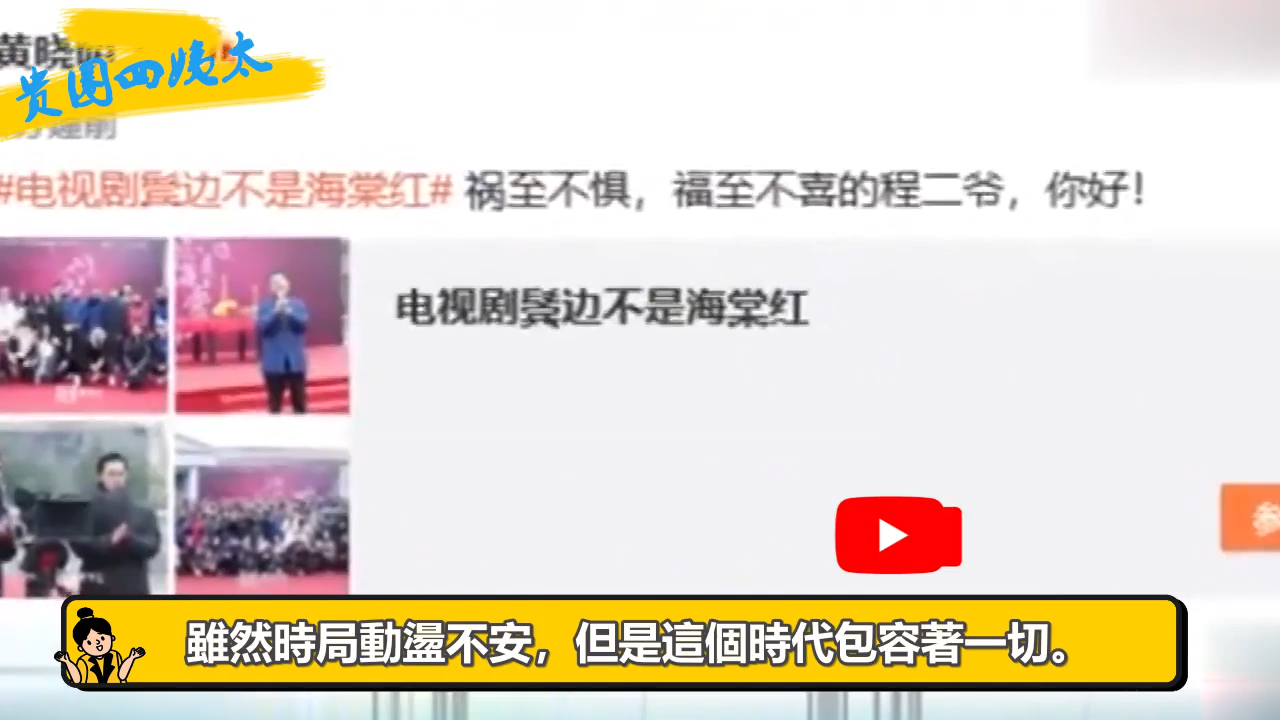 黄晓
贵圈四姨太
#电视剧鬓边不是海棠红# 祸至不惧，福至不喜的程二爷，你好！
电视剧鬓边不是海棠红
雖然時局動盪不安，但是這個時代包容著一切。